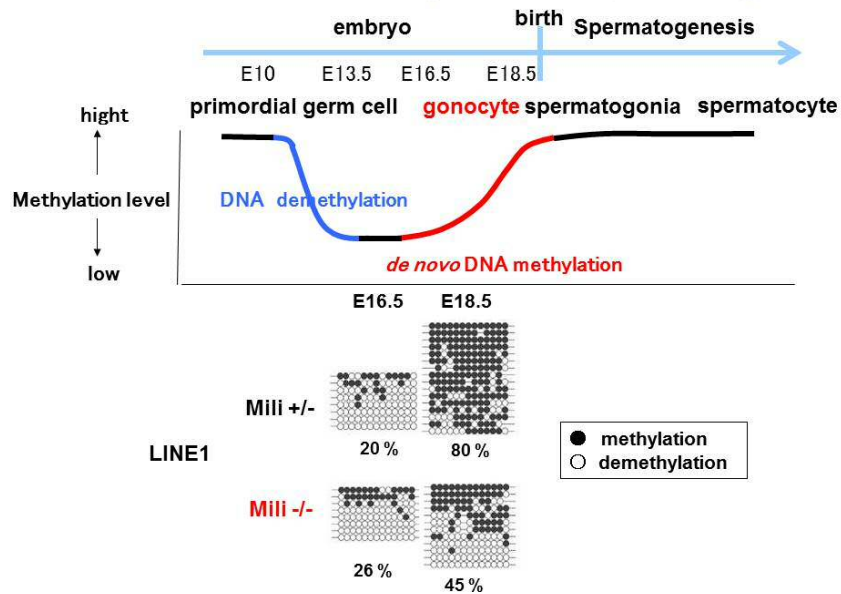 birth
embryo Spermatogenesis
E10 E13.5 E16.5 E18.5
primordial germ cell gonocyte spermatogonia spermatocyte
hight
Methylation level
DNA demethylation
low
de novo DNA methylation
E16.5 E18.5
Mili +/-
20 % 80 %
LINE1
methylation
demethylation
Mili -/-
26 % 45 %